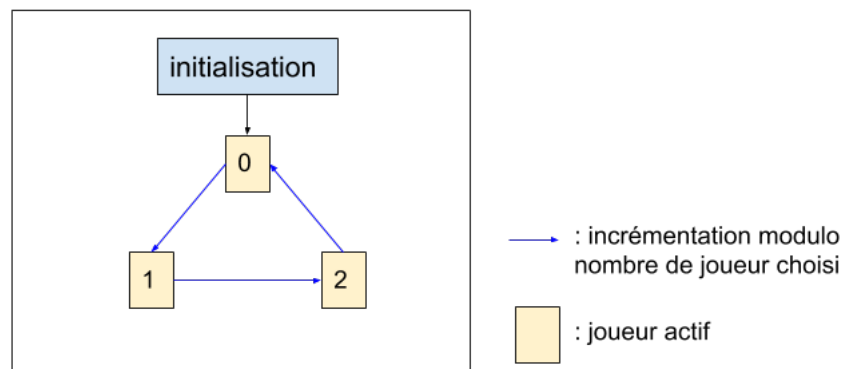 initialisation
0
1
2
: incrémentation modulo
nombre de joueur choisi
: joueur actif